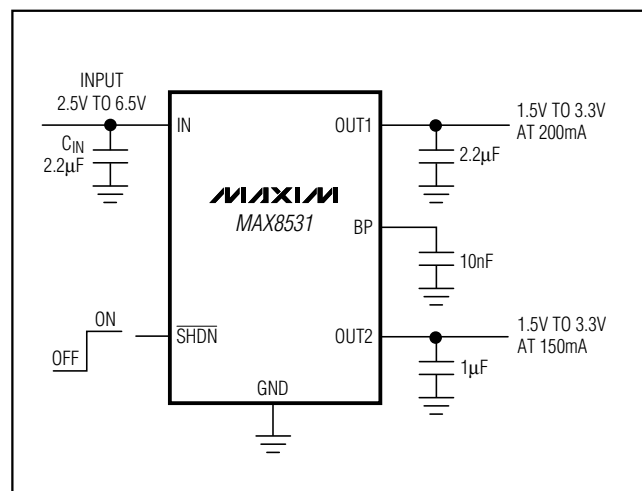 INPUT
2.5V TO 6.5V
IN
OUT1
1.5V TO 3.3V
AT 200mA
CIN
2.2μF
2.2μF
MAXIM
MAX8531
BP
10nF
ON
OFF
SHDN
OUT2
1.5V TO 3.3V
AT 150mA
1μF
GND